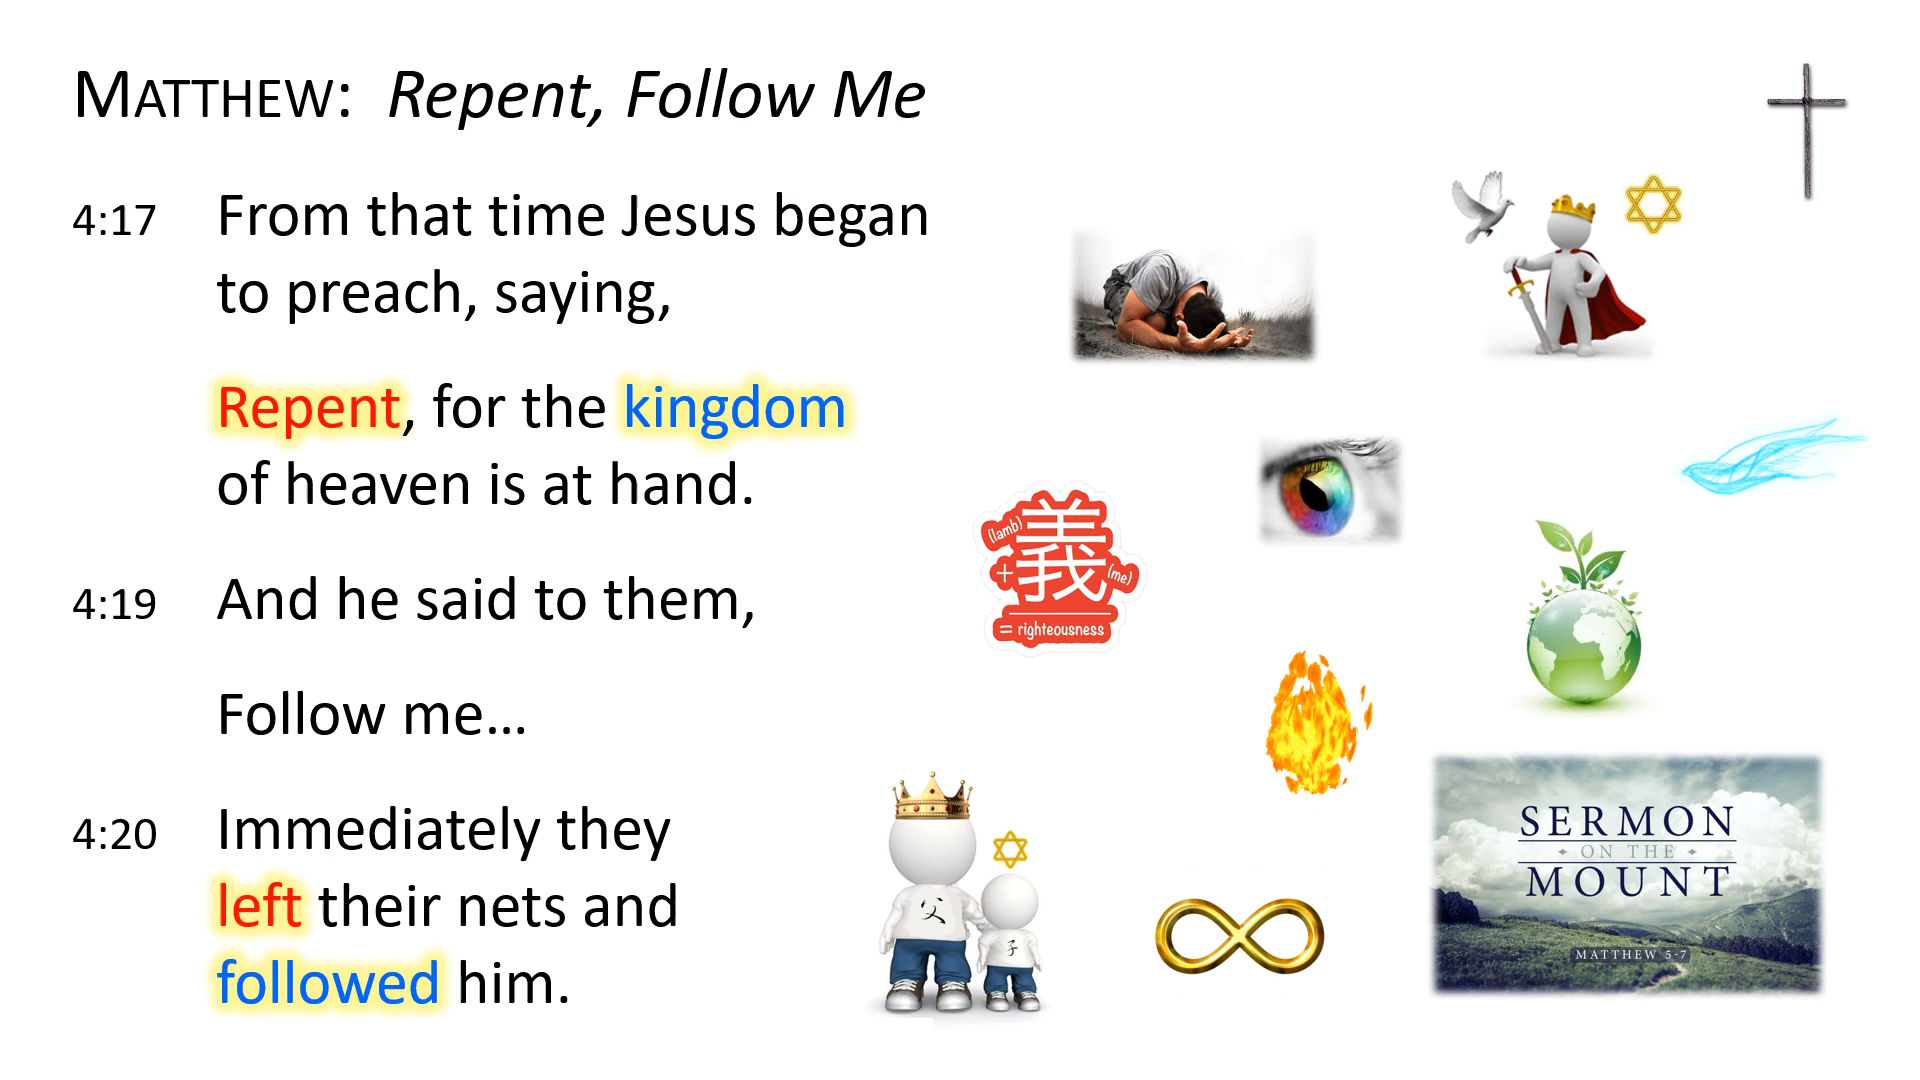 MATTHEW: Repent, Follow Me
4:17 From that time Jesus began
to preach, saying,
Repent, for the kingdom
of heaven is at hand.
4:19 And he said to them,
Follow me...
4:20 Immediately they
left their nets and
followed him.
(lamb)
義
+
(me)
= righteousness
父
子
SERMON
ON THE
MOUNT
MATTHEW 5-7